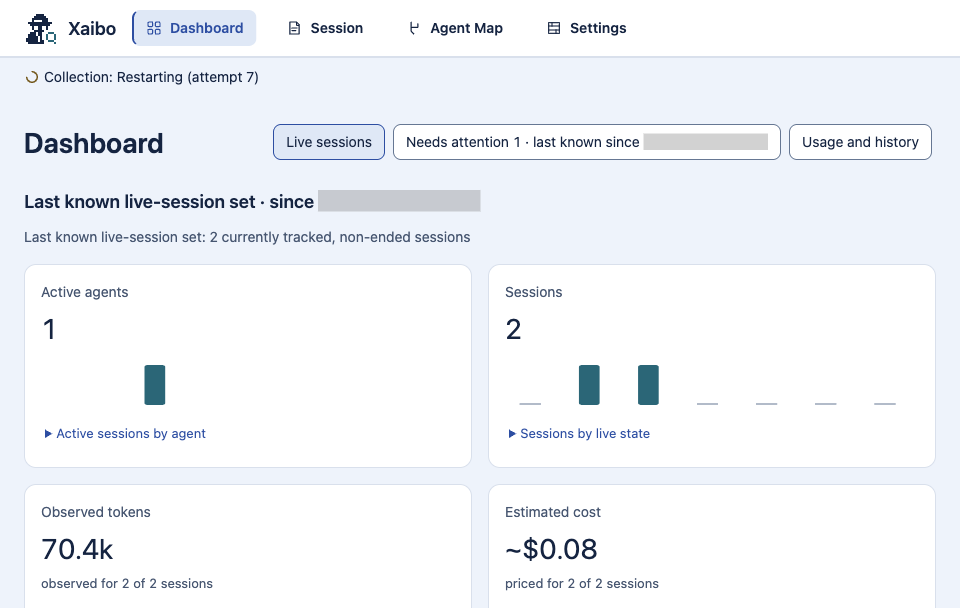 Xaibo
Dashboard
Session
Agent Map
Settings
Collection: Restarting (attempt 7)
Dashboard
Live sessions
Needs attention 1 · last known since
Usage and history
Last known live-session set · since
Last known live-session set: 2 currently tracked, non-ended sessions
Active agents
1
Active sessions by agent
Sessions
2
Sessions by live state
Observed tokens
70.4k
observed for 2 of 2 sessions
Estimated cost
~$0.08
priced for 2 of 2 sessions